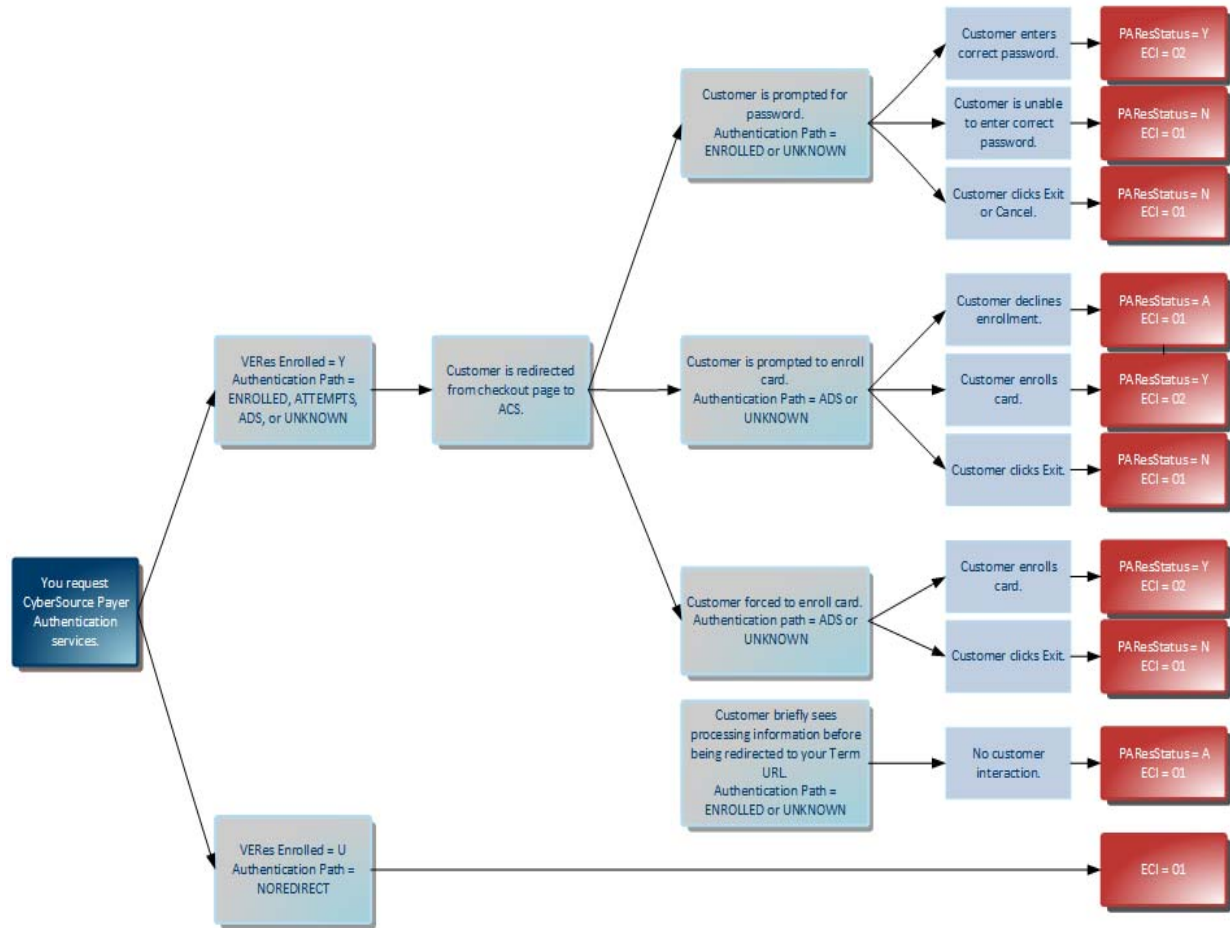 You request
CyberSource Payer
Authentication
services.
VERes Enrolled = Y
Authentication Path =
ENROLLED, ATTEMPTS,
ADS, or UNKNOWN
Customer is redirected
from checkout page to
ACS.
Customer is prompted for
password.
Authentication Path =
ENROLLED or UNKNOWN
Customer enters
correct password.
PAResStatus = Y
ECI = 02
Customer is unable
to enter correct
password.
PAResStatus = N
ECI = 01
Customer clicks Exit
or Cancel.
PAResStatus = N
ECI = 01
Customer is prompted to enroll
card.
Authentication Path = ADS or
UNKNOWN
Customer declines
enrollment.
PAResStatus = A
ECI = 01
Customer enrolls
card.
PAResStatus = Y
ECI = 02
Customer clicks Exit.
PAResStatus = N
ECI = 01
Customer forced to enroll card.
Authentication path = ADS or
UNKNOWN
Customer enrolls
card.
PAResStatus = Y
ECI = 02
Customer clicks Exit.
PAResStatus = N
ECI = 01
Customer briefly sees
processing information before
being redirected to your Term
URL.
Authentication Path =
ENROLLED or UNKNOWN
No customer
interaction.
PAResStatus = A
ECI = 01
VERes Enrolled = U
Authentication Path =
NOREDIRECT
ECI = 01